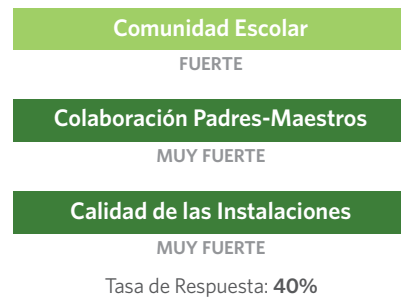 Comunidad Escolar
FUERTE
Colaboración Padres-Maestros
MUY FUERTE
Calidad de las Instalaciones
MUY FUERTE
Tasa de Respuesta: 40%